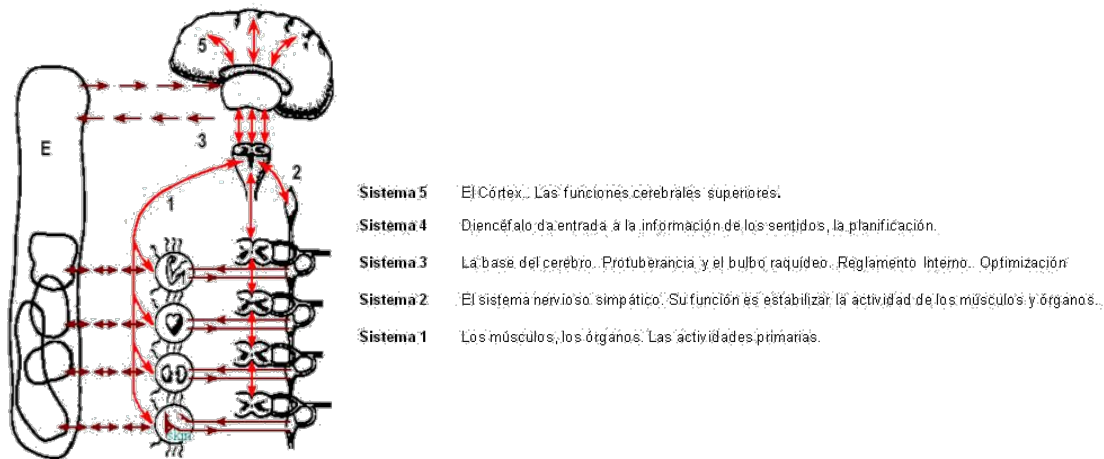 5
E
3
2
1
skin
Sistema 5 El Córtex.. Las funciones cerebrales superiores.
Sistema 4 Diencéfalo da entrada a la información de los sentidos, la planificación.
Sistema 3 La base del cerebro. Protuberancia y el bulbo raquídeo. Reglamento Interno.. Optimización
Sistema 2 El sistema nervioso simpático. Su función es estabilizar la actividad de los músculos y órganos.
Sistema 1 Los músculos, los órganos. Las actividades primarias.